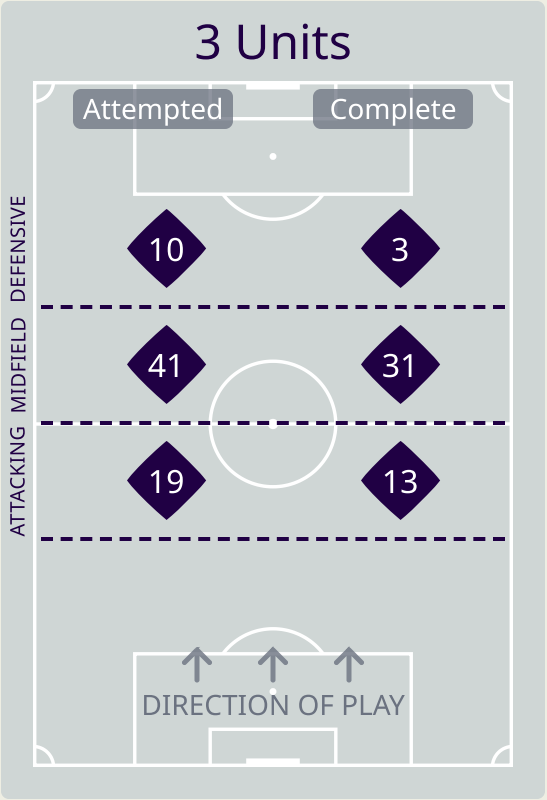 3 Units
Attempted
Complete
DEFENSIVE
10
3
MIDFIELD
41
31
ATTACKING
19
13
DIRECTION OF PLAY